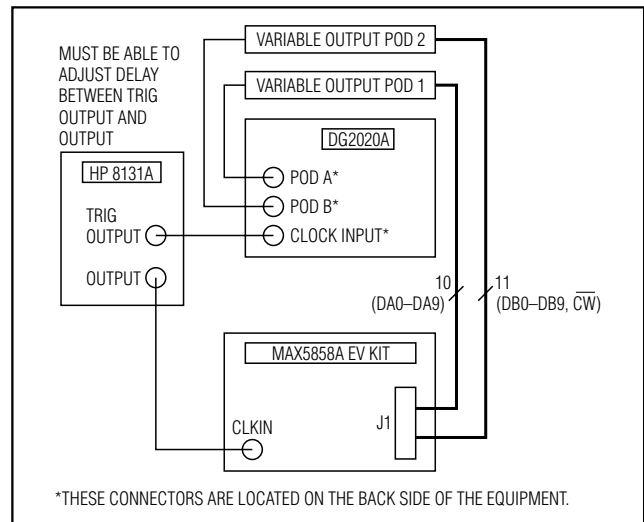 MUST BE ABLE TO
ADJUST DELAY
BETWEEN TRIG
OUTPUT AND
OUTPUT
VARIABLE OUTPUT POD 2
VARIABLE OUTPUT POD 1
DG2020A
HP 8131A
POD A*
POD B*
CLOCK INPUT*
TRIG
OUTPUT
OUTPUT
10
(DA0–DA9)
11
(DB0–DB9, C̅W̅)
MAX5858A EV KIT
J1
CLKIN
*THESE CONNECTORS ARE LOCATED ON THE BACK SIDE OF THE EQUIPMENT.